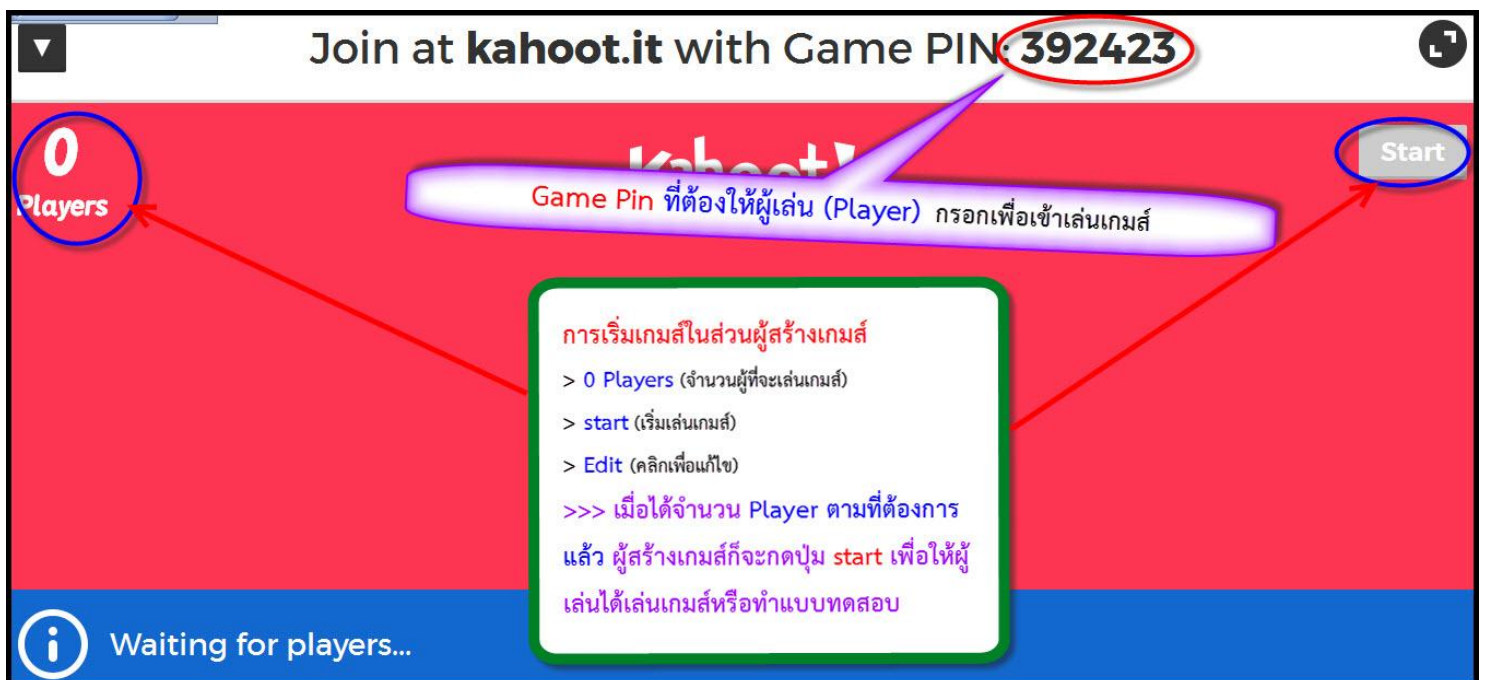 Join at kahoot.it with Game PIN: 392423
0
Players
Kahoot!
Start
Game Pin ที่ต้องให้ผู้เล่น (Player) กรอกเพื่อเข้าเล่นเกมส์
การเริ่มเกมส์ในส่วนผู้สร้างเกมส์
> 0 Players (จำนวนผู้ที่จะเล่นเกมส์)
> start (เริ่มเล่นเกมส์)
> Edit (คลิกเพื่อแก้ไข)
>>> เมื่อได้จำนวน Player ตามที่ต้องการ
แล้ว ผู้สร้างเกมส์ก็จะกดปุ่ม start เพื่อให้ผู้
เล่นได้เล่นเกมส์หรือทำแบบทดสอบ
Waiting for players...